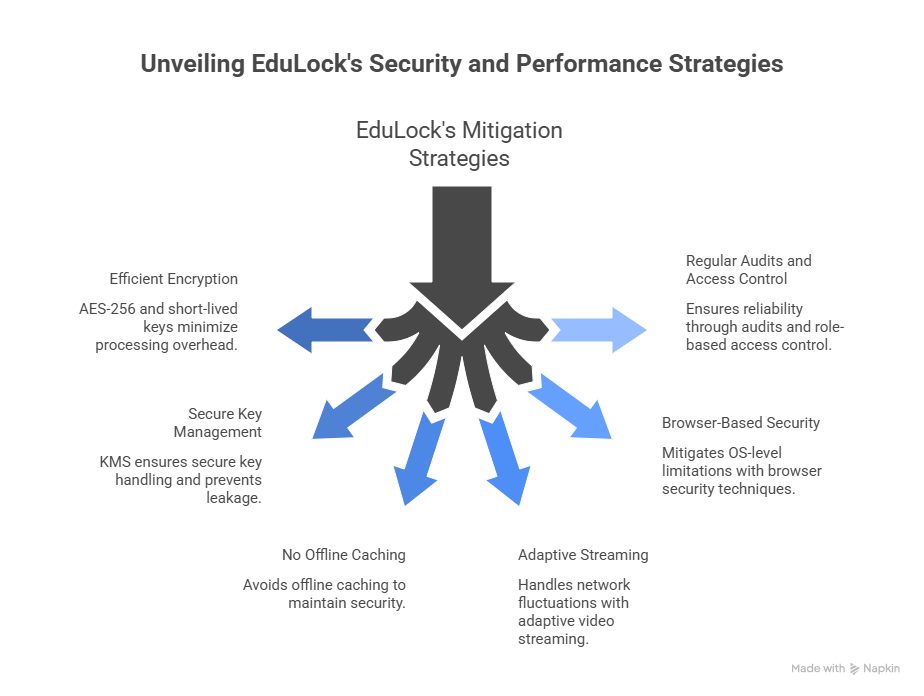 Unveiling EduLock's Security and Performance Strategies
EduLock's Mitigation
Strategies
Efficient Encryption
AES-256 and short-lived
keys minimize
processing overhead.
Secure Key
Management
KMS ensures secure key
handling and prevents
leakage.
No Offline Caching
Avoids offline caching to
maintain security.
Adaptive Streaming
Handles network
fluctuations with
adaptive video
streaming.
Browser-Based Security
Mitigates OS-level
limitations with browser
security techniques.
Regular Audits and
Access Control
Ensures reliability
through audits and role-
based access control.
Made with Napkin